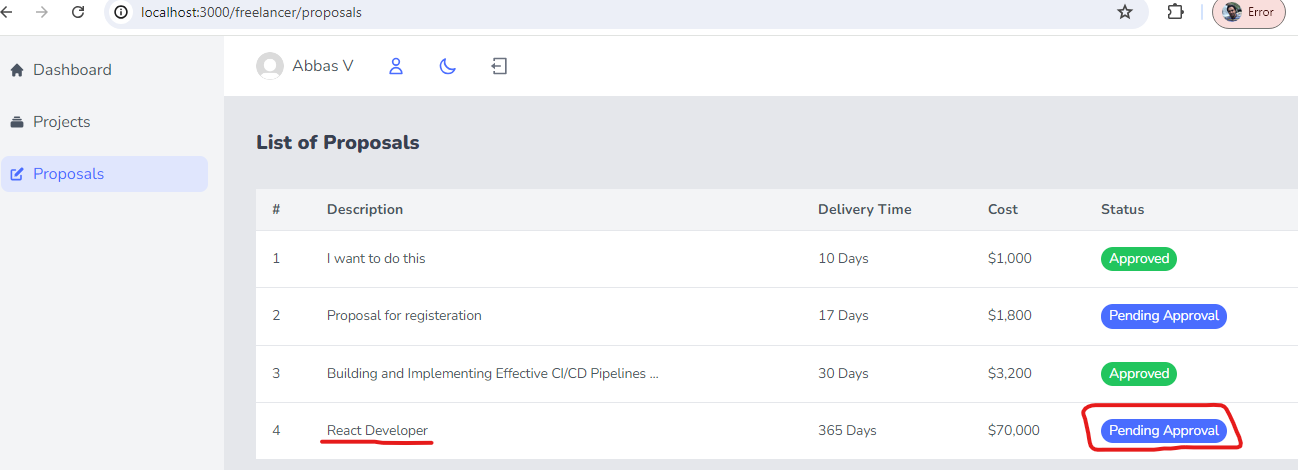 localhost:3000/freelancer/proposals
Error
Dashboard
Projects
Proposals
Abbas V
List of Proposals
# Description Delivery Time Cost Status
1 I want to do this 10 Days $1,000 Approved
2 Proposal for registeration 17 Days $1,800 Pending Approval
3 Building and Implementing Effective CI/CD Pipelines ... 30 Days $3,200 Approved
4 React Developer 365 Days $70,000 Pending Approval